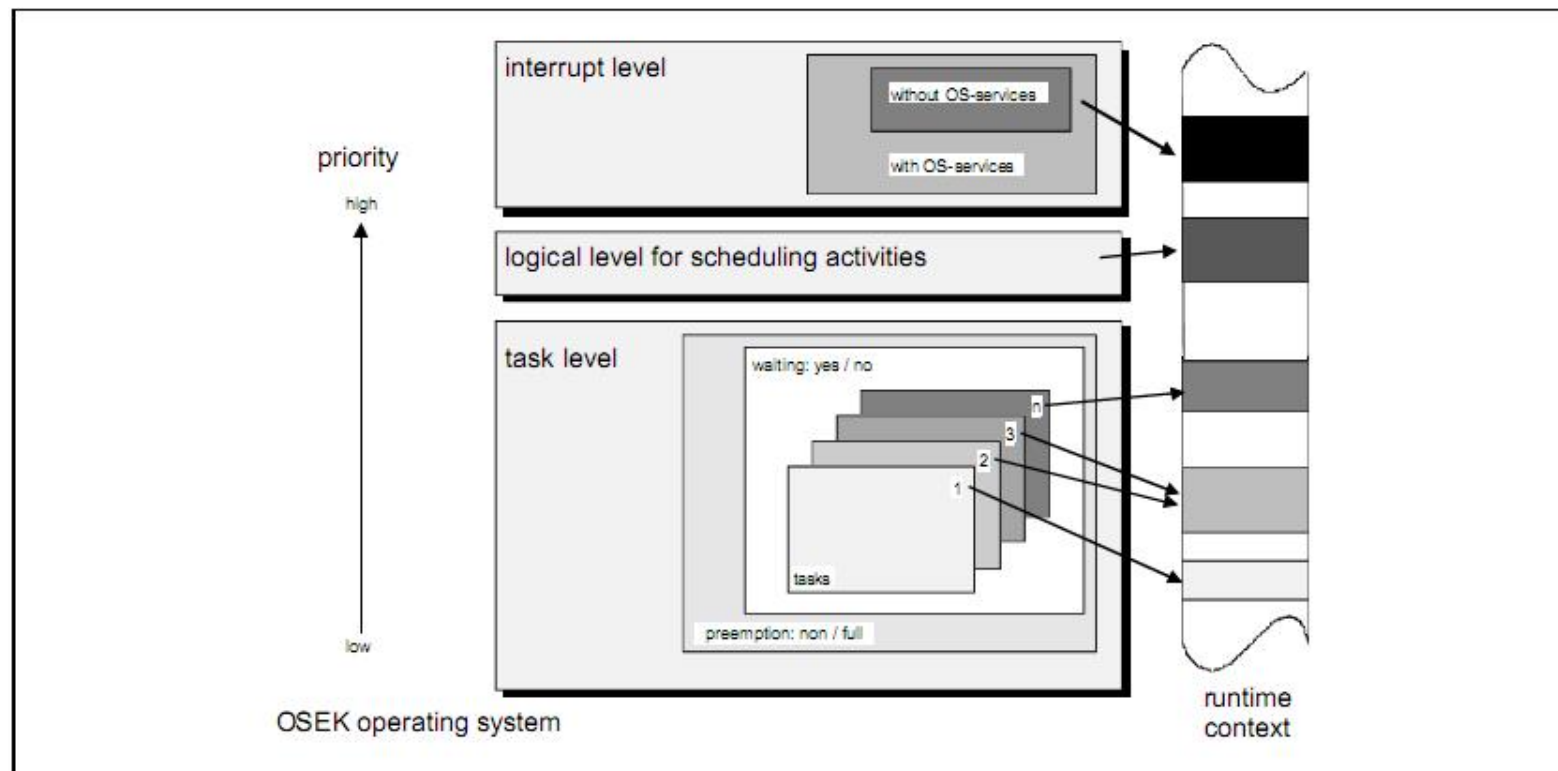 interrupt level
without OS-services
with OS-services
priority
high
logical level for scheduling activities
task level
waiting: yes / no
n
3
2
1
tasks
preemption: non / full
low
OSEK operating system
runtime
context